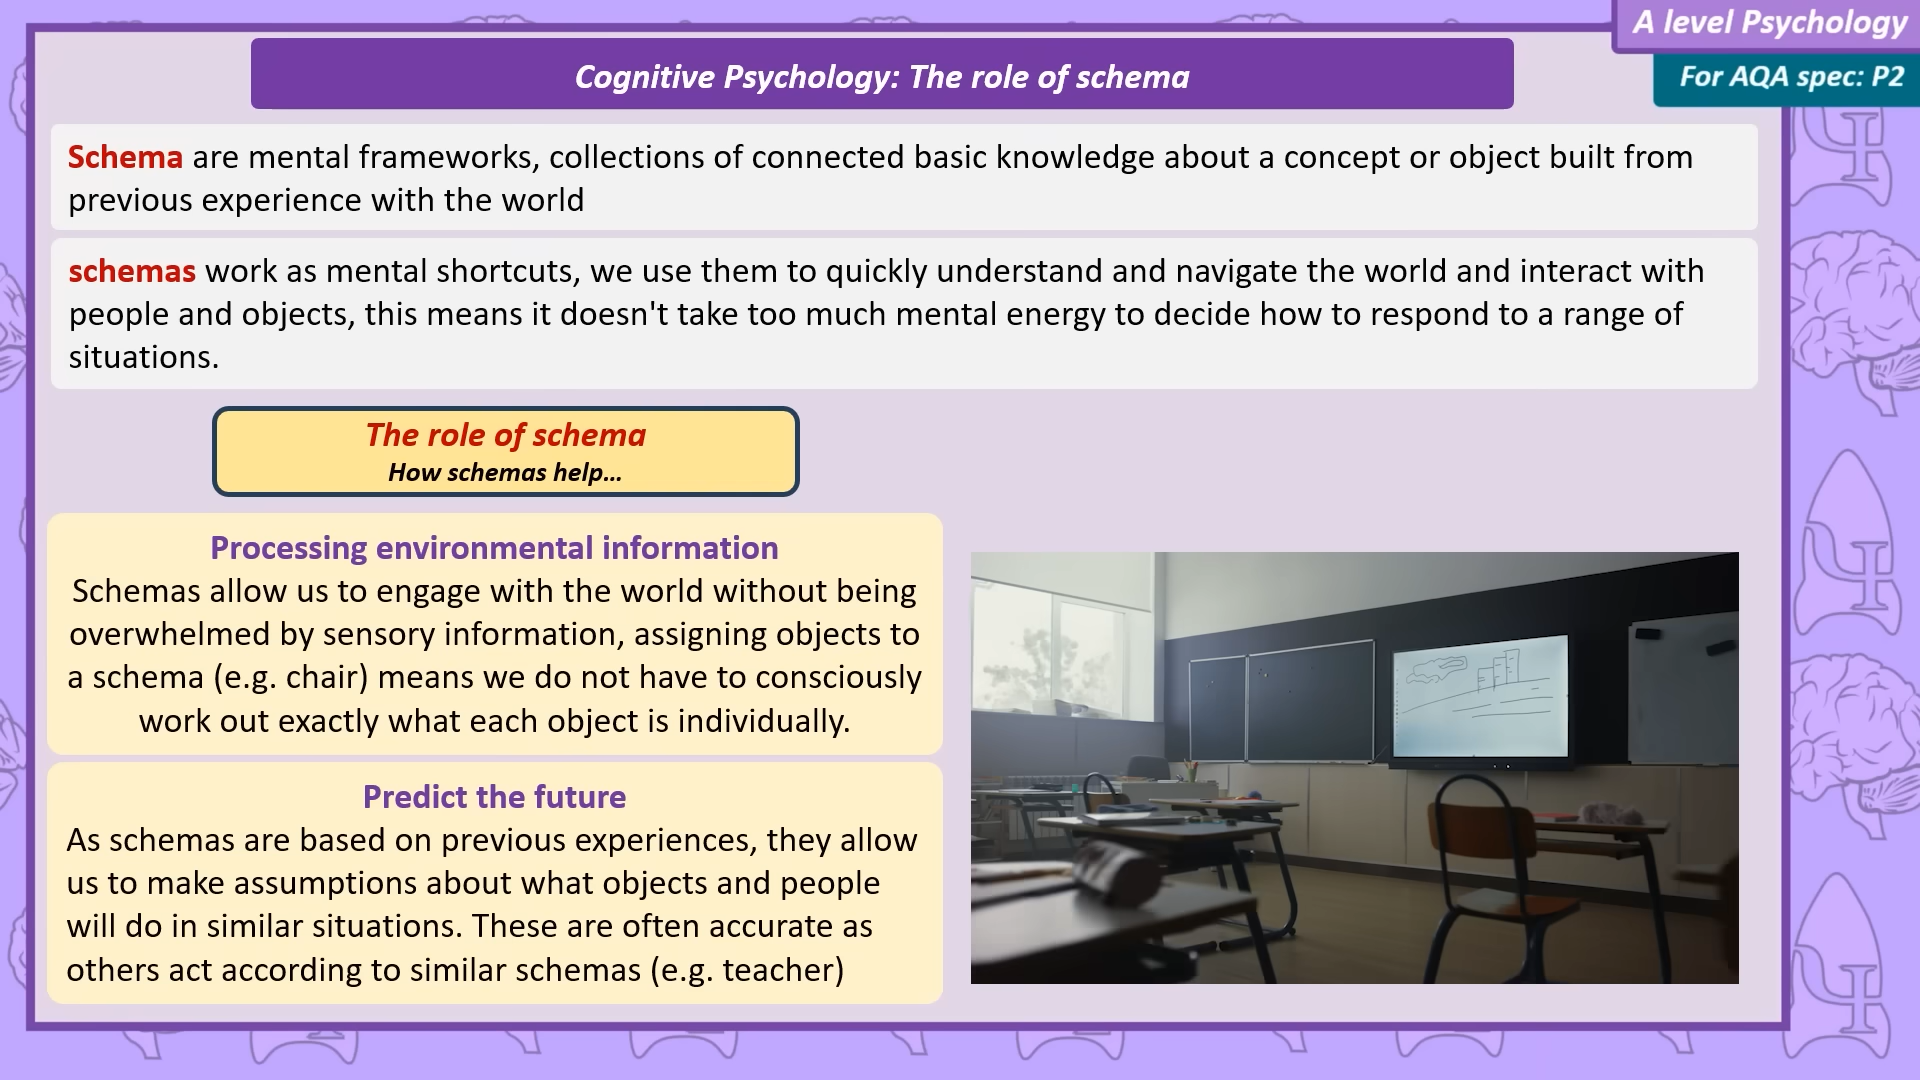 A level Psychology
For AQA spec: P2
Cognitive Psychology: The role of schema
Schema are mental frameworks, collections of connected basic knowledge about a concept or object built from
previous experience with the world
schemas work as mental shortcuts, we use them to quickly understand and navigate the world and interact with
people and objects, this means it doesn't take too much mental energy to decide how to respond to a range of
situations.
The role of schema
How schemas help...
Processing environmental information
Schemas allow us to engage with the world without being
overwhelmed by sensory information, assigning objects to
a schema (e.g. chair) means we do not have to consciously
work out exactly what each object is individually.
Predict the future
As schemas are based on previous experiences, they allow
us to make assumptions about what objects and people
will do in similar situations. These are often accurate as
others act according to similar schemas (e.g. teacher)